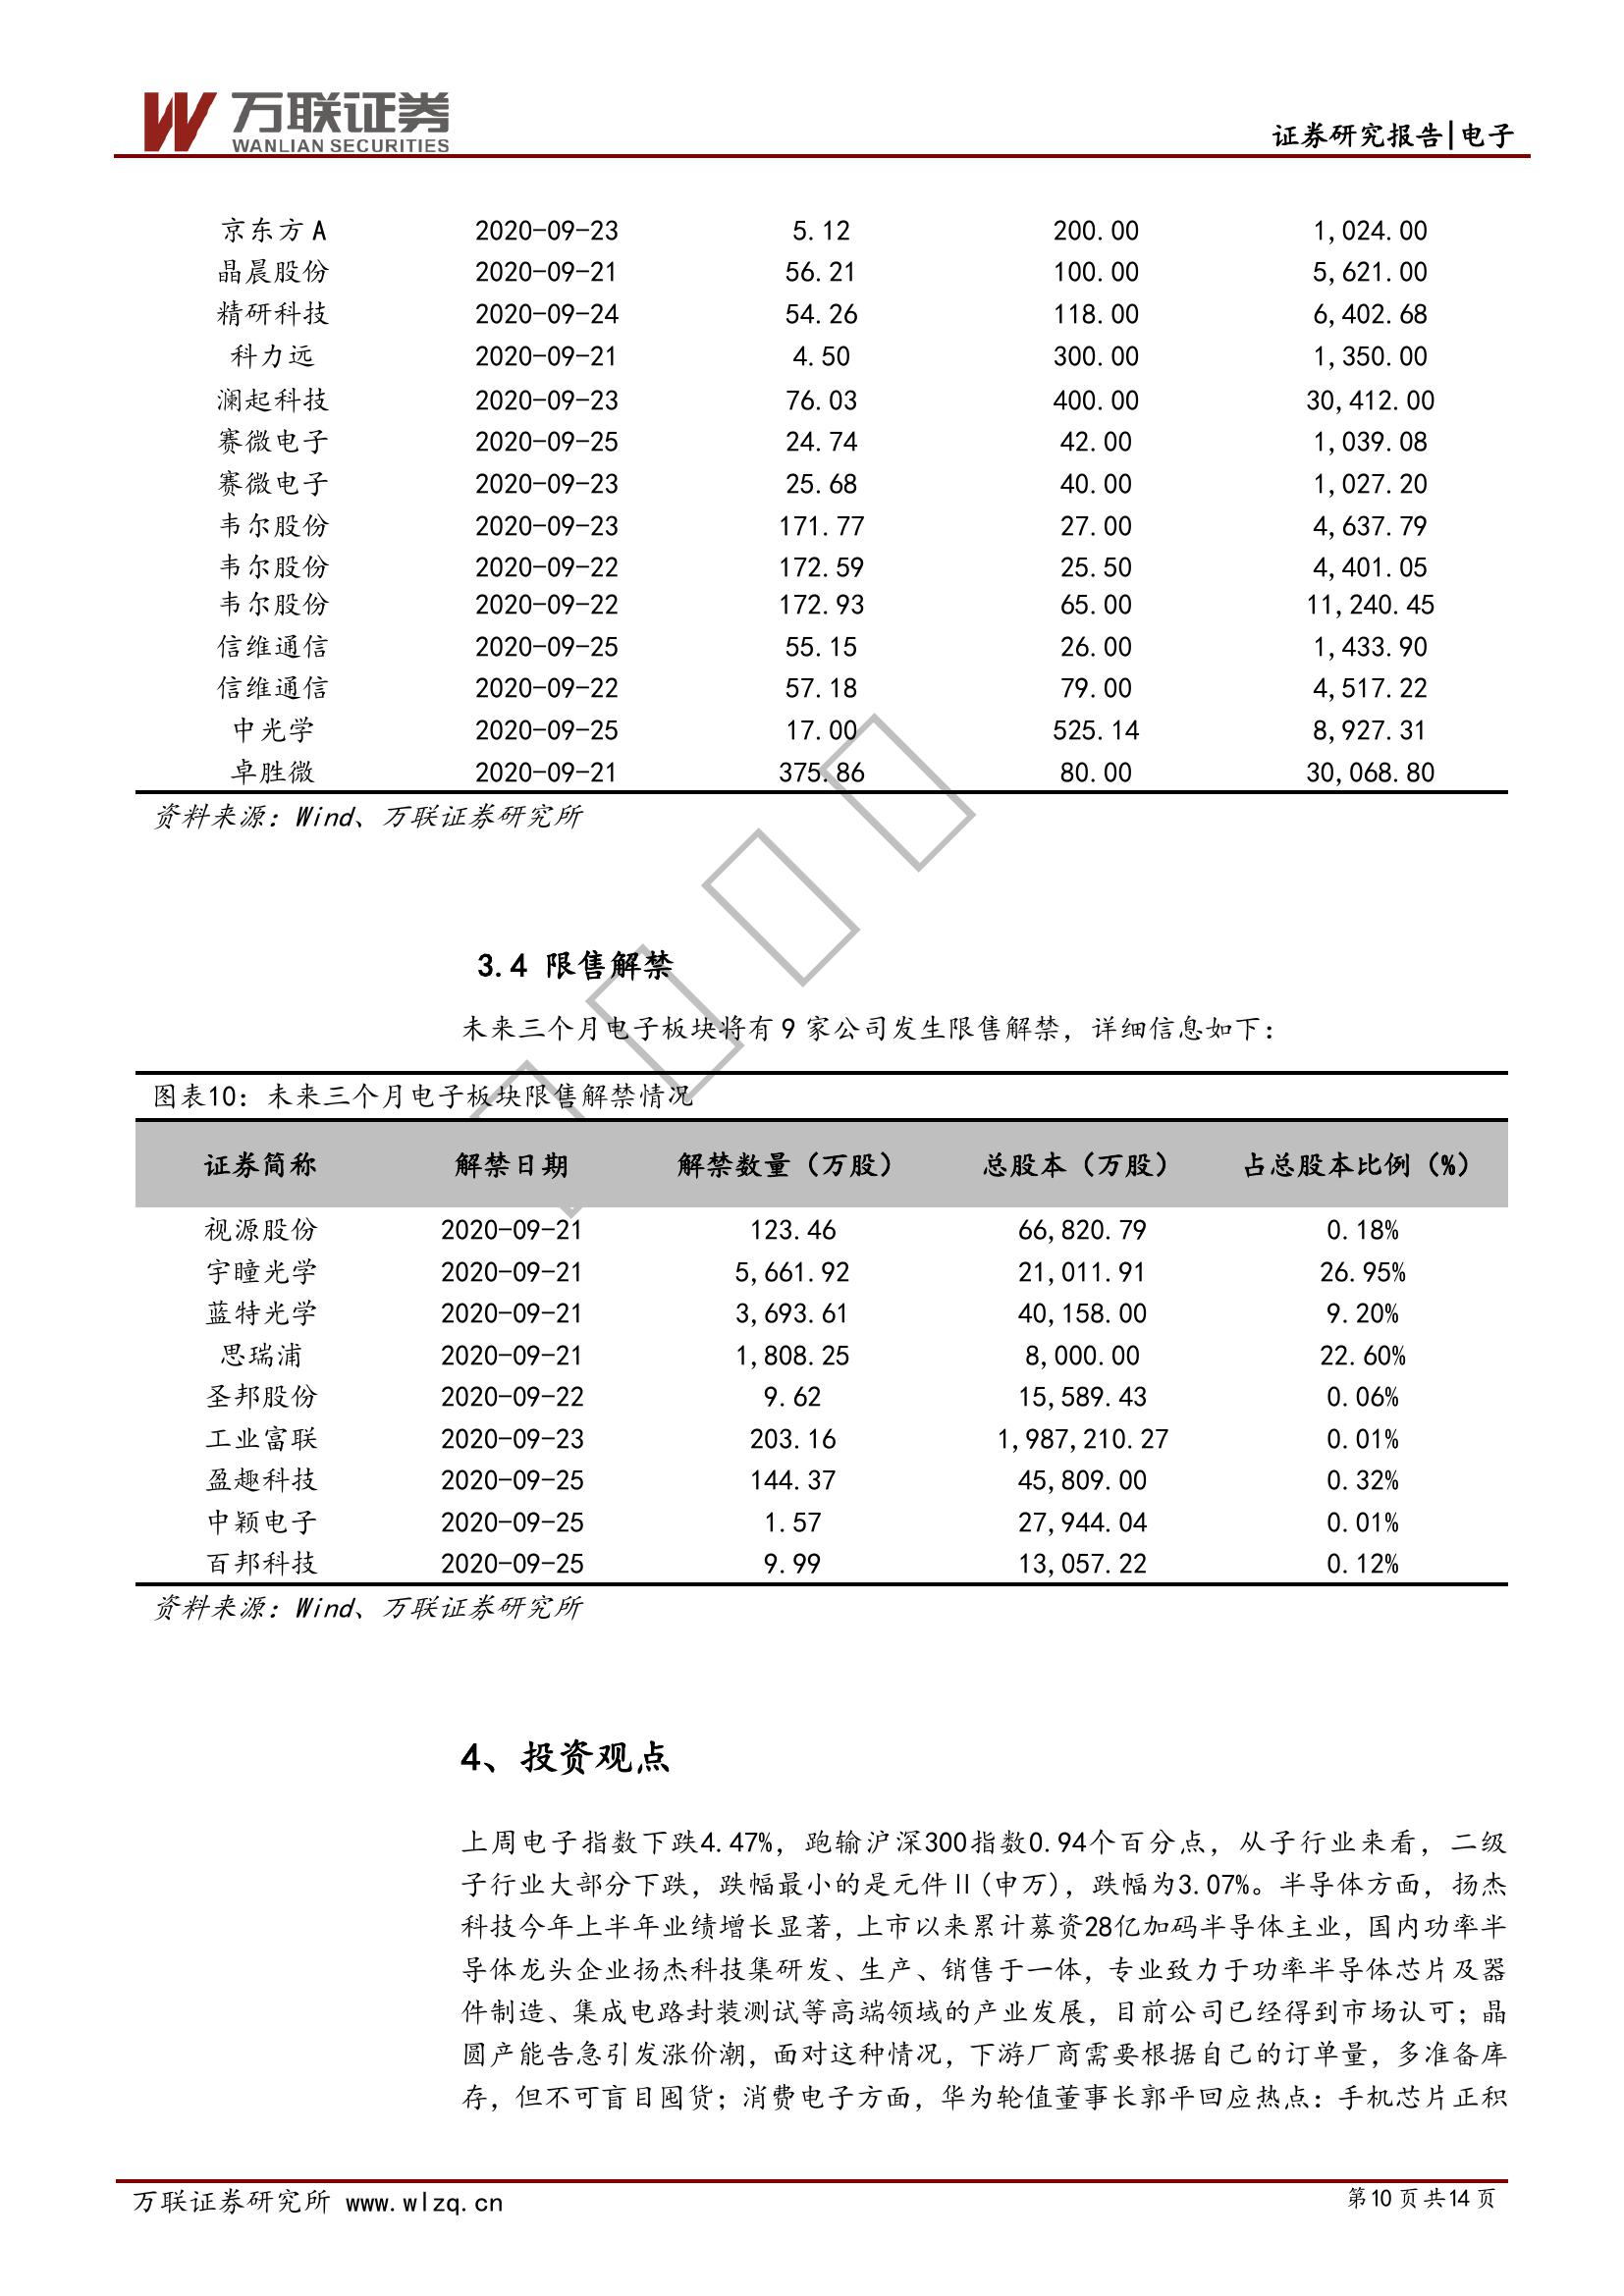 万联证券
WANLIAN SECURITIES
证券研究报告|电子
京东方 A 2020-09-23 5.12 200.00 1,024.00
晶晨股份 2020-09-21 56.21 100.00 5,621.00
精研科技 2020-09-24 54.26 118.00 6,402.68
科力远 2020-09-21 4.50 300.00 1,350.00
澜起科技 2020-09-23 76.03 400.00 30,412.00
赛微电子 2020-09-25 24.74 42.00 1,039.08
赛微电子 2020-09-23 25.68 40.00 1,027.20
韦尔股份 2020-09-23 171.77 27.00 4,637.79
韦尔股份 2020-09-22 172.59 25.50 4,401.05
韦尔股份 2020-09-22 172.93 65.00 11,240.45
信维通信 2020-09-25 55.15 26.00 1,433.90
信维通信 2020-09-22 57.18 79.00 4,517.22
中光学 2020-09-25 17.00 525.14 8,927.31
卓胜微 2020-09-21 375.86 80.00 30,068.80
资料来源：Wind、万联证券研究所
3.4 限售解禁
未来三个月电子板块将有 9 家公司发生限售解禁，详细信息如下：
图表10：未来三个月电子板块限售解禁情况
证券简称 解禁日期 解禁数量（万股） 总股本（万股） 占总股本比例（%）
视源股份 2020-09-21 123.46 66,820.79 0.18%
宇瞳光学 2020-09-21 5,661.92 21,011.91 26.95%
蓝特光学 2020-09-21 3,693.61 40,158.00 9.20%
思瑞浦 2020-09-21 1,808.25 8,000.00 22.60%
圣邦股份 2020-09-22 9.62 15,589.43 0.06%
工业富联 2020-09-23 203.16 1,987,210.27 0.01%
盈趣科技 2020-09-25 144.37 45,809.00 0.32%
中颖电子 2020-09-25 1.57 27,944.04 0.01%
百邦科技 2020-09-25 9.99 13,057.22 0.12%
资料来源：Wind、万联证券研究所
4、投资观点
上周电子指数下跌4.47%，跑输沪深300指数0.94个百分点，从子行业来看，二级
子行业大部分下跌，跌幅最小的是元件Ⅱ(申万)，跌幅为3.07%。半导体方面，扬杰
科技今年上半年业绩增长显著，上市以来累计募资28亿加码半导体主业，国内功率半
导体龙头企业扬杰科技集研发、生产、销售于一体，专业致力于功率半导体芯片及器
件制造、集成电路封装测试等高端领域的产业发展，目前公司已经得到市场认可；晶
圆产能告急引发涨价潮，面对这种情况，下游厂商需要根据自己的订单量，多准备库
存，但不可盲目囤货；消费电子方面，华为轮值董事长郭平回应热点：手机芯片正积
万联证券研究所 www.wlzq.cn 第10 页共14 页